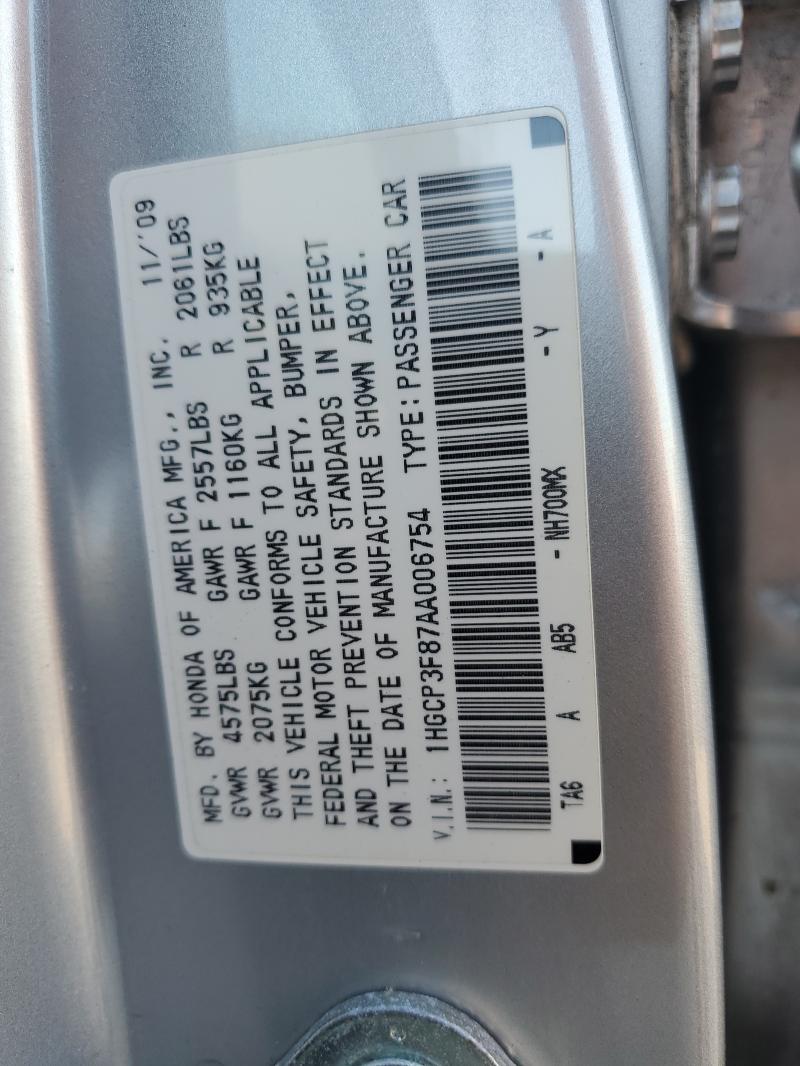 MFD. BY HONDA OF AMERICA MFG., INC. 11/'09
GVWR 4575LBS GAWR F 2557LBS R 2061LBS
GVWR 2075KG GAWR F 1160KG R 935KG
THIS VEHICLE CONFORMS TO ALL APPLICABLE
FEDERAL MOTOR VEHICLE SAFETY, BUMPER,
AND THEFT PREVENTION STANDARDS IN EFFECT
ON THE DATE OF MANUFACTURE SHOWN ABOVE.
V.I.N.: 1HGCP3F87AA006754 TYPE:PASSENGER CAR
TA6 A AB5 - NH700MX - Y - A